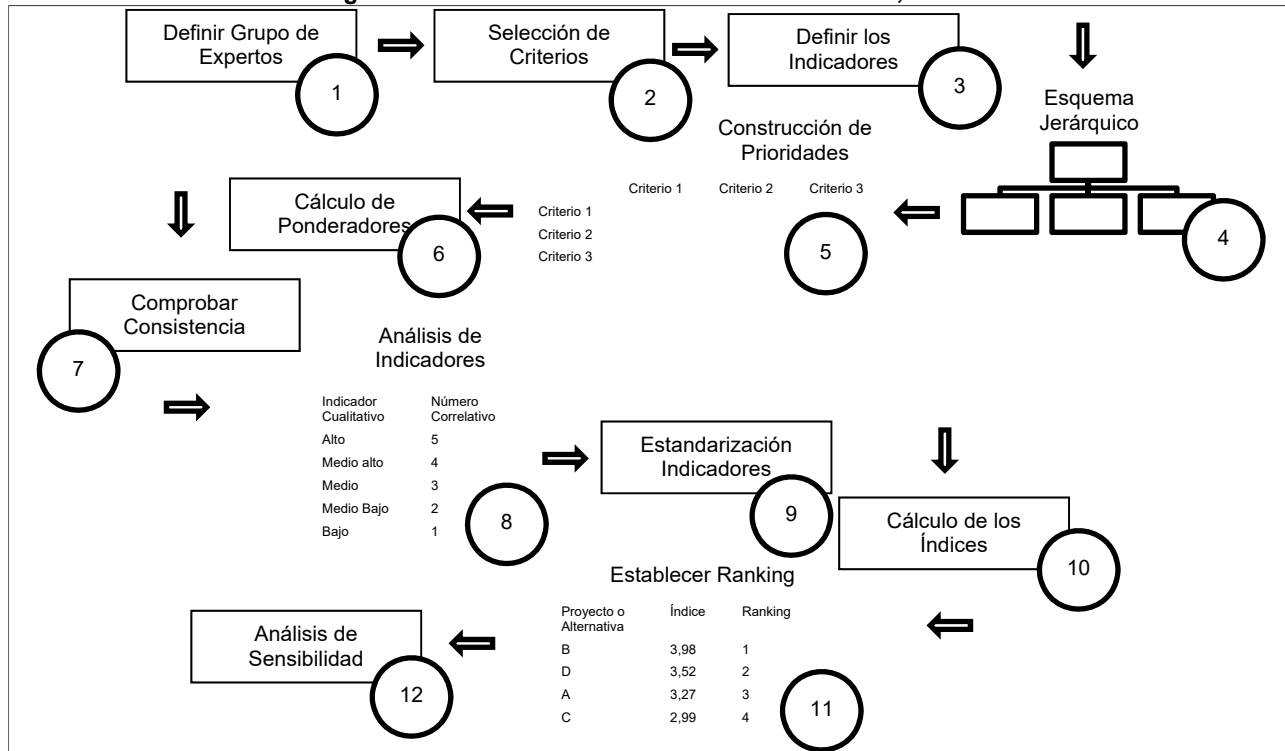 Definir Grupo de
Expertos
1
Selección de
Criterios
2
Definir los
Indicadores
3
Esquema
Jerárquico
4
Construcción de
Prioridades
Criterio 1 Criterio 2 Criterio 3
Criterio 1
Criterio 2
Criterio 3
5
Cálculo de
Ponderadores
6
Comprobar
Consistencia
7
Análisis de
Indicadores
Indicador Número
Cualitativo Correlativo
Alto 5
Medio alto 4
Medio 3
Medio Bajo 2
Bajo 1
8
Estandarización
Indicadores
9
Cálculo de los
Índices
10
Establecer Ranking
Proyecto o Índice Ranking
Alternativa
B 3,98 1
D 3,52 2
A 3,27 3
C 2,99 4
11
Análisis de
Sensibilidad
12